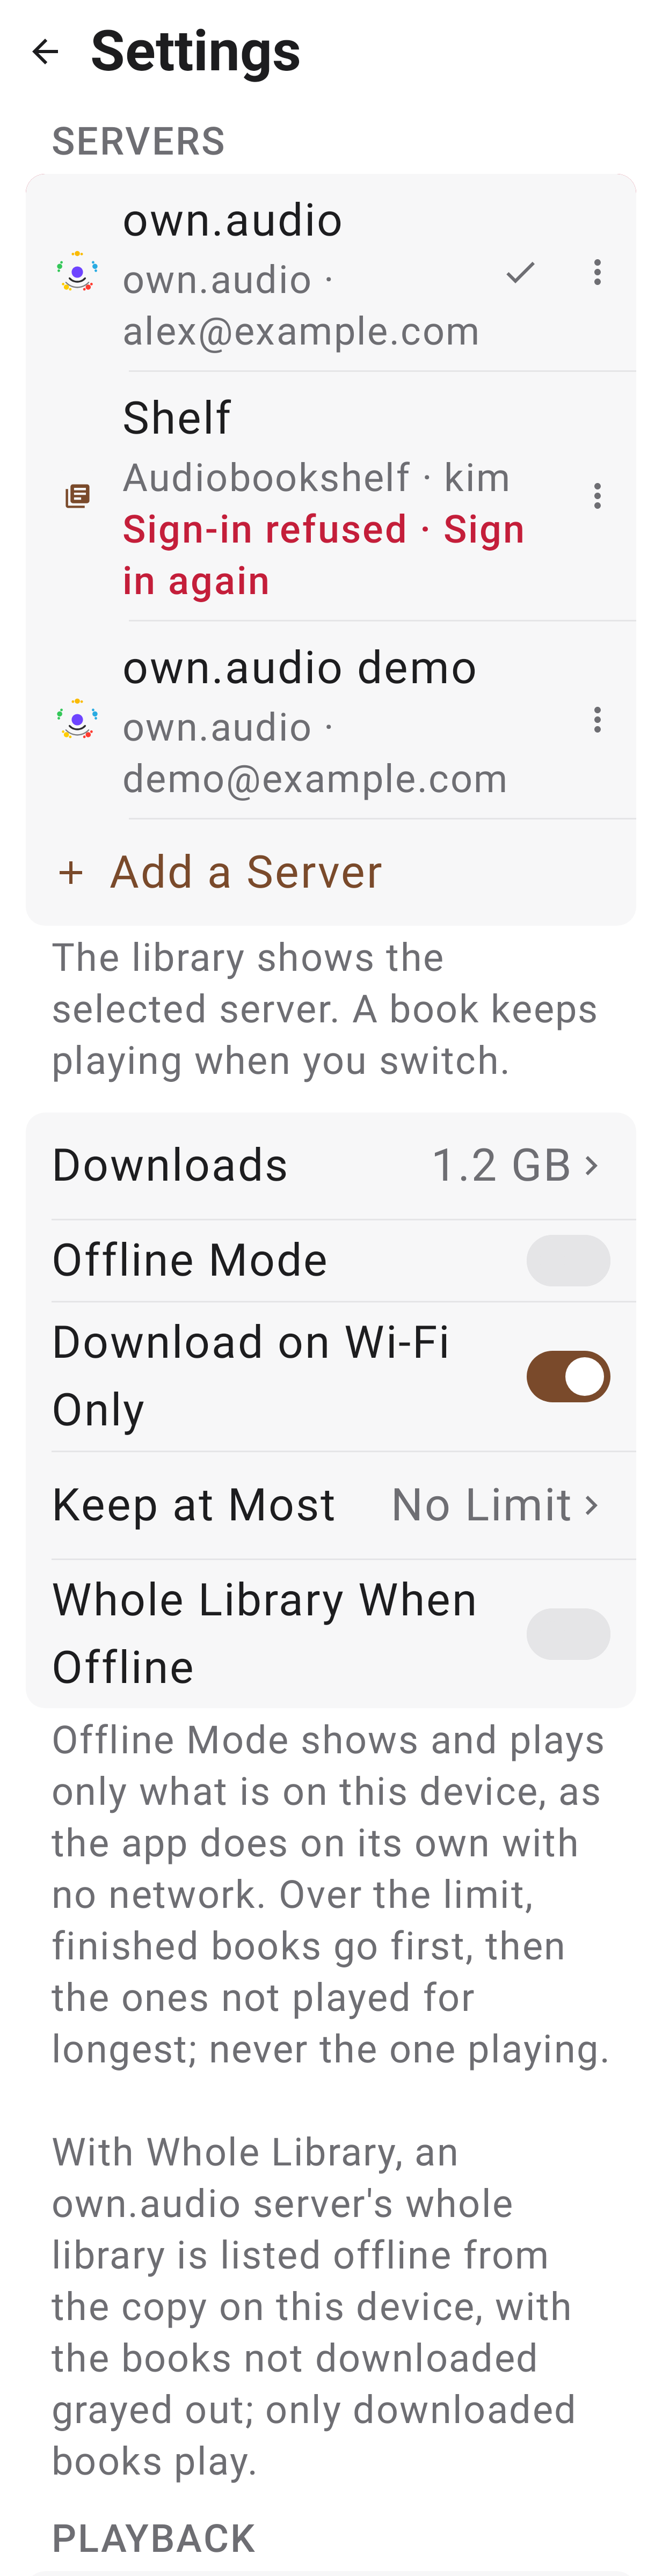 Settings
SERVERS
own.audio
own.audio ·
alex@example.com
Shelf
Audiobookshelf · kim
Sign-in refused · Sign
in again
own.audio demo
own.audio ·
demo@example.com
+ Add a Server
The library shows the
selected server. A book keeps
playing when you switch.
Downloads 1.2 GB
Offline Mode
Download on Wi-Fi
Only
Keep at Most No Limit
Whole Library When
Offline
Offline Mode shows and plays
only what is on this device, as
the app does on its own with
no network. Over the limit,
finished books go first, then
the ones not played for
longest; never the one playing.
With Whole Library, an
own.audio server's whole
library is listed offline from
the copy on this device, with
the books not downloaded
grayed out; only downloaded
books play.
PLAYBACK